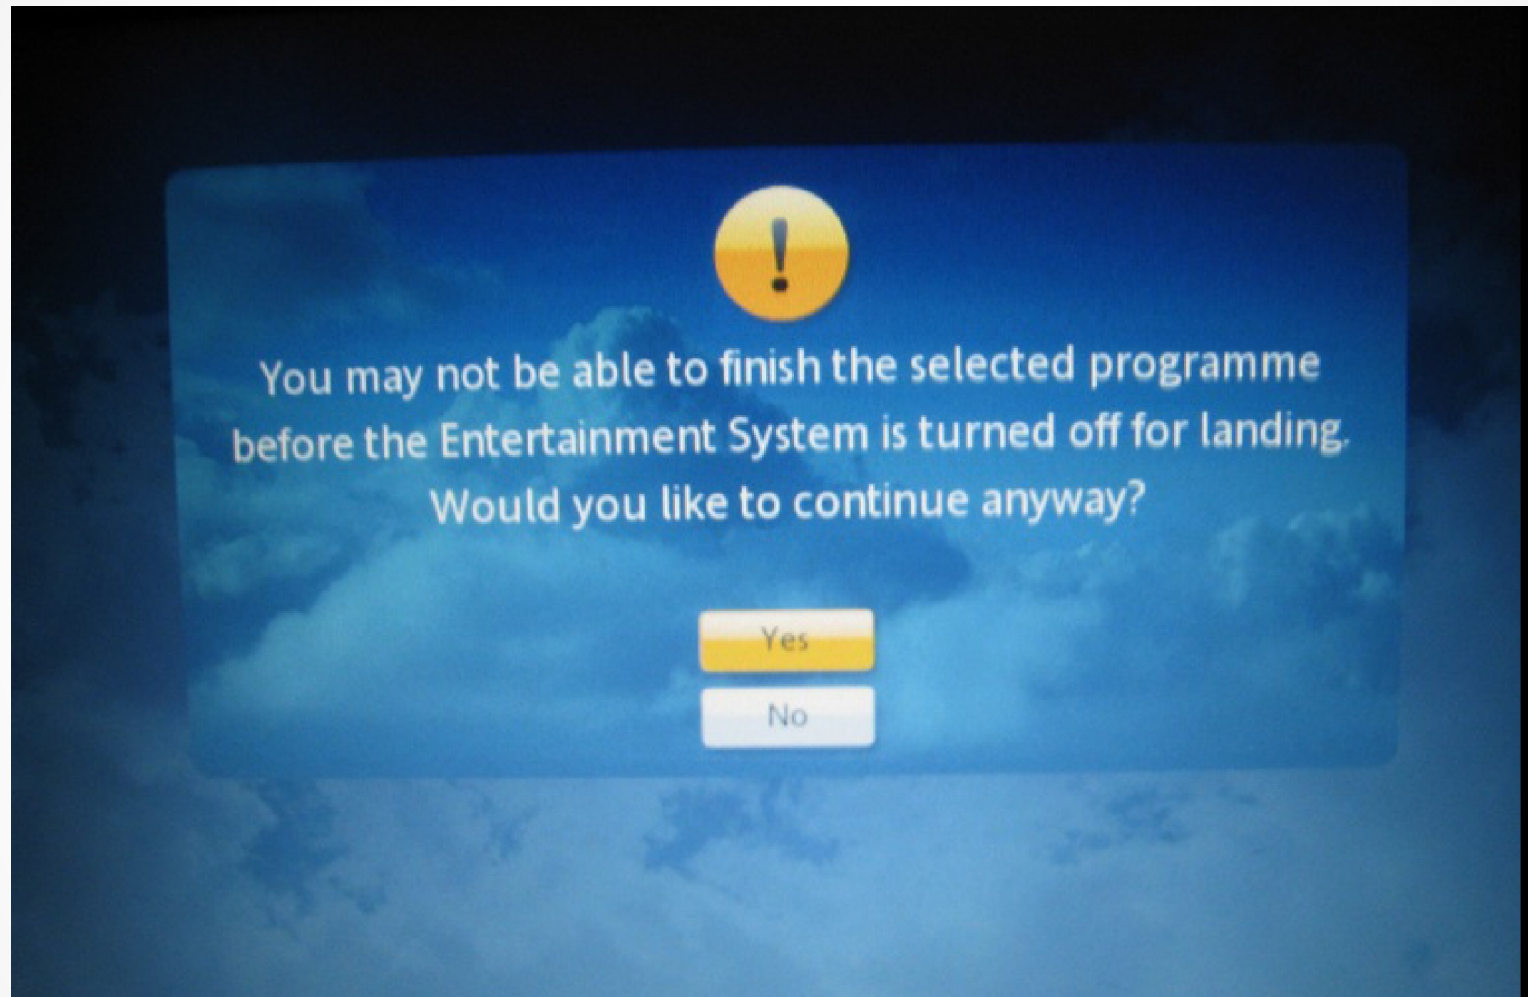 !
You may not be able to finish the selected programme
before the Entertainment System is turned off for landing.
Would you like to continue anyway?
Yes
No